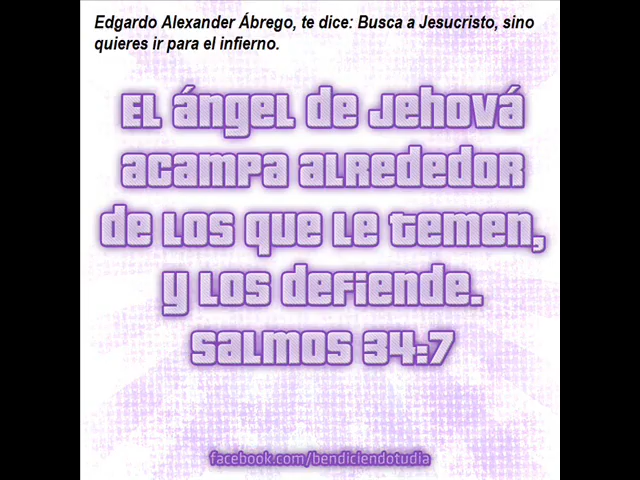 Edgardo Alexander Ábrego, te dice: Busca a Jesucristo, sino
quieres ir para el infierno.
El ángel de Jehová
acampa alrededor
de los que le temen,
y los defiende.
Salmos 34:7
facebook.com/bendiciendotudia